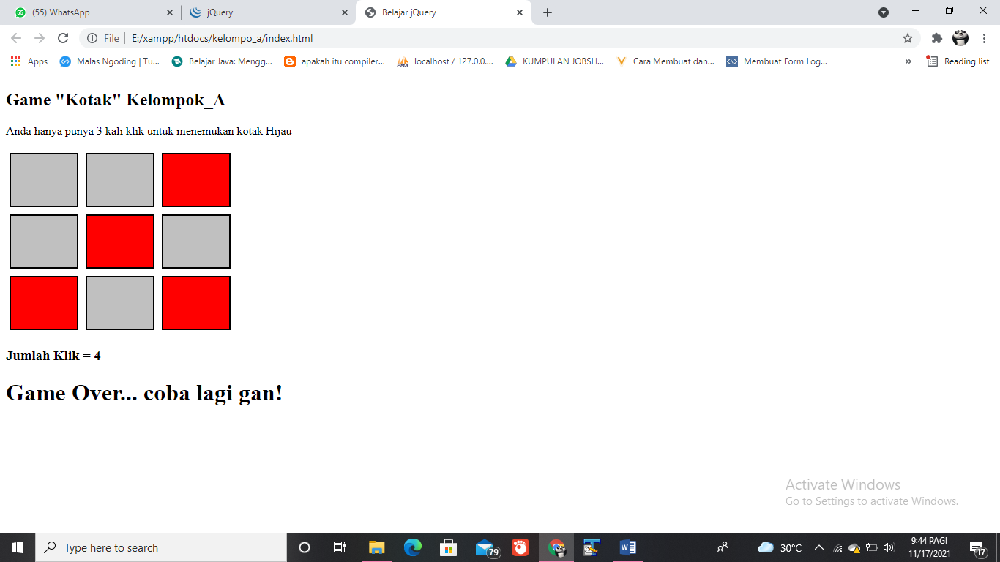 (55) WhatsApp
jQuery
Belajar jQuery
File
E:/xampp/htdocs/kelompo_a/index.html
Apps
Malas Ngoding | Tu...
Belajar Java: Mengg...
apakah itu compiler...
localhost / 127.0.0....
KUMPULAN JOBSH...
Cara Membuat dan...
Membuat Form Log...
»
Reading list
Game "Kotak" Kelompok_A
Anda hanya punya 3 kali klik untuk menemukan kotak Hijau
Jumlah Klik = 4
Game Over... coba lagi gan!
Activate Windows
Go to Settings to activate Windows.
Type here to search
79
30°C
9:44 PAGI
11/17/2021
17